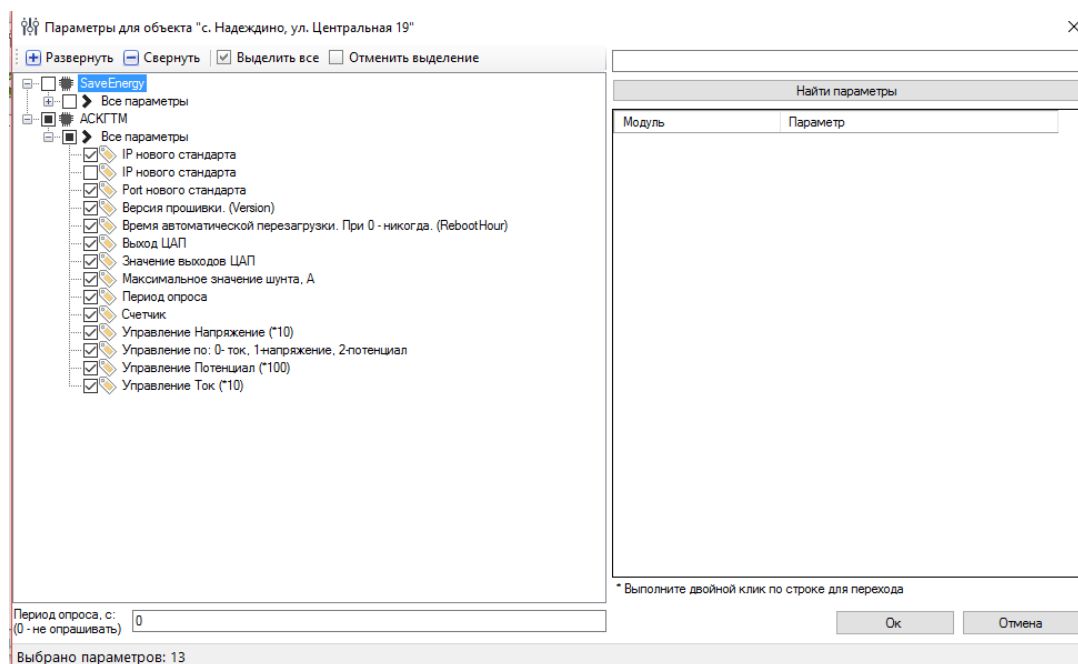 Параметры для объекта "с. Надеждино, ул. Центральная 19"
Развернуть Свернуть Выделить все Отменить выделение
SaveEnergy
Все параметры
АСКГТМ
Все параметры
IP нового стандарта
IP нового стандарта
Port нового стандарта
Версия прошивки. (Version)
Время автоматической перезагрузки. При 0 - никогда. (RebootHour)
Выход ЦАП
Значение выходов ЦАП
Максимальное значение шунта, А
Период опроса
Счетчик
Управление Напряжение (*10)
Управление по: 0- ток, 1-напряжение, 2-потенциал
Управление Потенциал (*100)
Управление Ток (*10)
Период опроса, с:
(0 - не опрашивать)
0
Найти параметры
Модуль Параметр
* Выполните двойной клик по строке для перехода
Ок Отмена
Выбрано параметров: 13